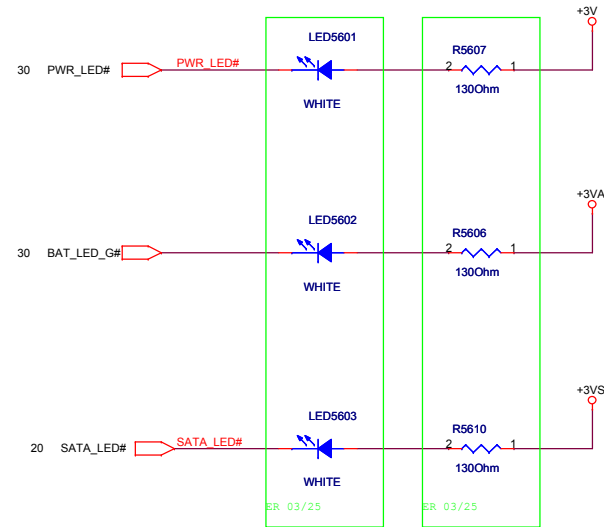 +3V
LED5601
R5607
30 PWR_LED# PWR_LED# 2 1
WHITE 130Ohm
+3VA
LED5602
R5606
30 BAT_LED_G# 2 1
WHITE 130Ohm
+3VS
LED5603
R5610
20 SATA_LED# SATA_LED# 2 1
WHITE 130Ohm
ER 03/25 ER 03/25